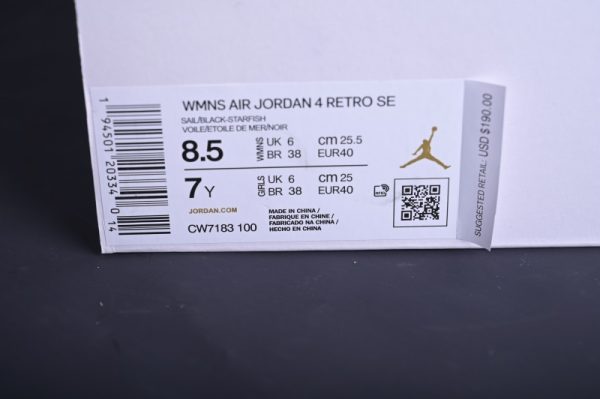 WMNS AIR JORDAN 4 RETRO SE
SAIL/BLACK-STARFISH
VOILE/ETOILE DE MER/NOIR
8.5 WMNS UK 6 cm 25.5
BR 38 EUR40
7 Y GIRLS UK 6 cm 25
BR 38 EUR40
JORDAN.COM
CW7183 100
MADE IN CHINA /
FABRIQUE EN CHINE /
FABRICADO NA CHINA /
HECHO EN CHINA
1 94501 20334 0 14
SUGGESTED RETAIL: USD $190.00